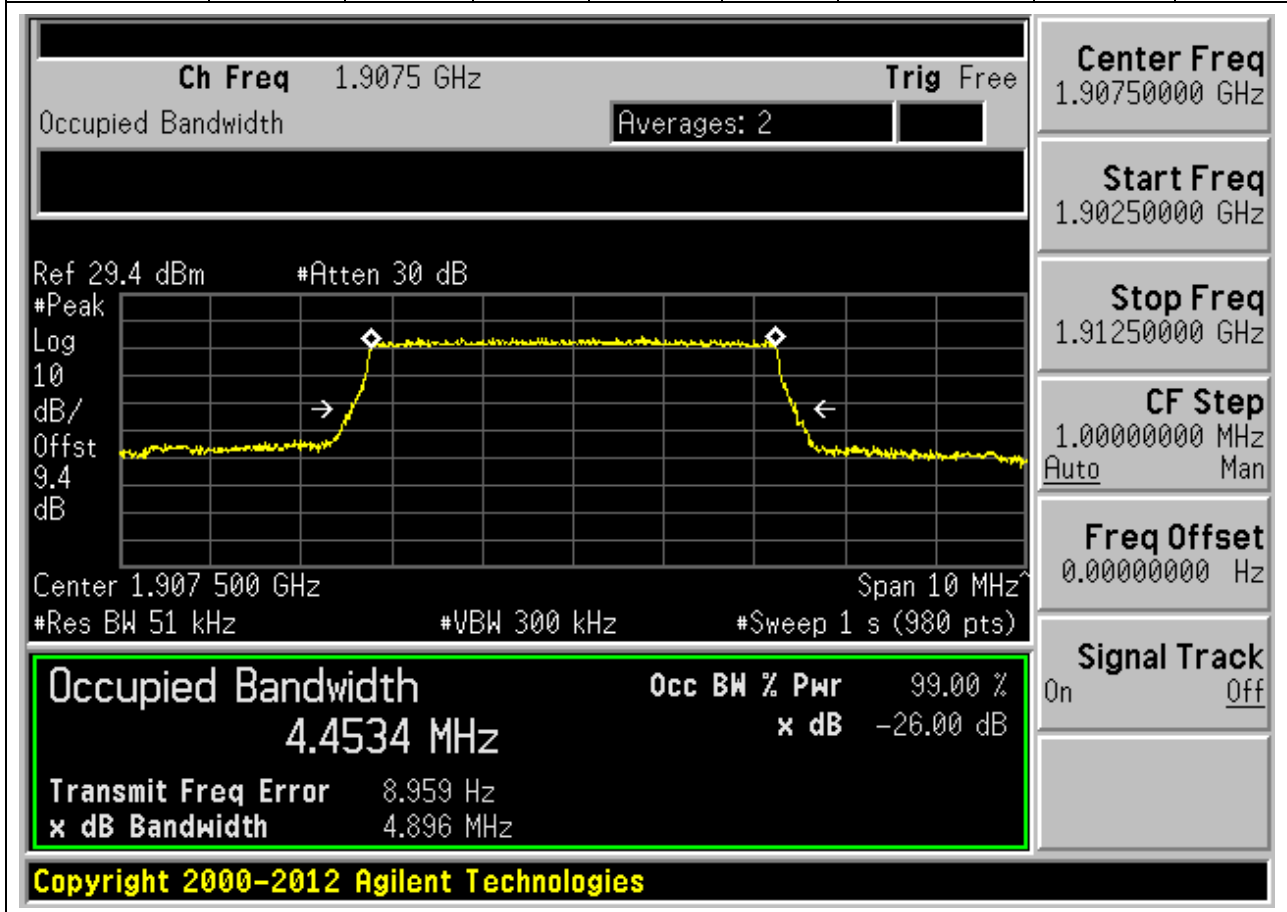 Ch Freq 1.9075 GHz Trig Free
Occupied Bandwidth Averages: 2
Ref 29.4 dBm #Atten 30 dB
#Peak
Log
10
dB/
Offst
9.4
dB
Center 1.907 500 GHz Span 10 MHz^
#Res BW 51 kHz #VBW 300 kHz #Sweep 1 s (980 pts)
Occupied Bandwidth Occ BW % Pwr 99.00 %
4.4534 MHz x dB -26.00 dB
Transmit Freq Error 8.959 Hz
x dB Bandwidth 4.896 MHz
Copyright 2000-2012 Agilent Technologies
Center Freq
1.90750000 GHz
Start Freq
1.90250000 GHz
Stop Freq
1.91250000 GHz
CF Step
1.00000000 MHz
Auto Man
Freq Offset
0.00000000 Hz
Signal Track
On Off